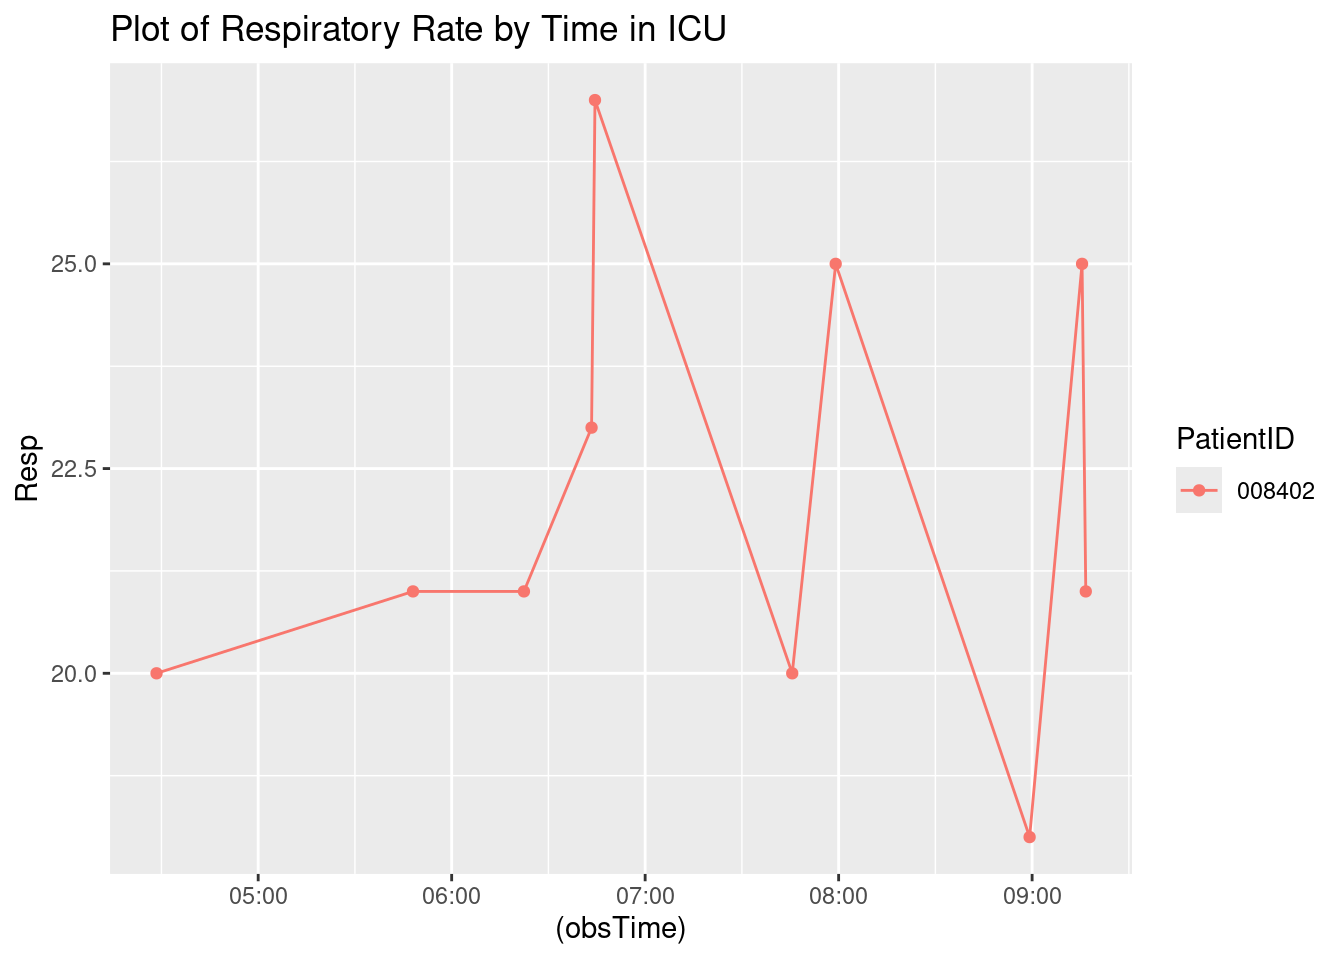 Plot of Respiratory Rate by Time in ICU
25.0
22.5
20.0
Resp
05:00 06:00 07:00 08:00 09:00
(obsTime)
PatientID
008402